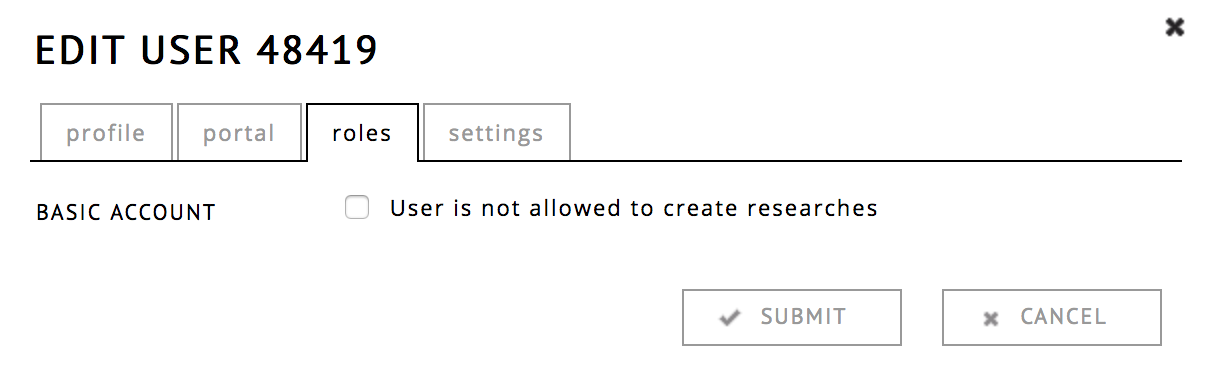 EDIT USER 48419
profile portal roles settings
BASIC ACCOUNT User is not allowed to create researches
SUBMIT CANCEL